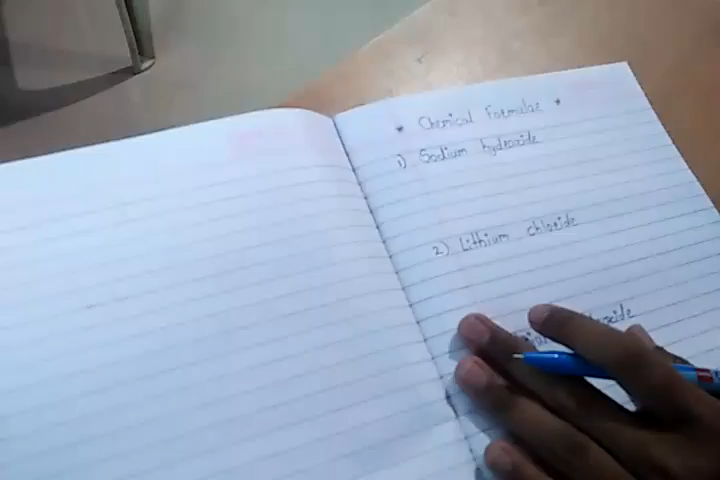 * Chemical Formulae *
1) Sodium hydroxide
2) Lithium chloride